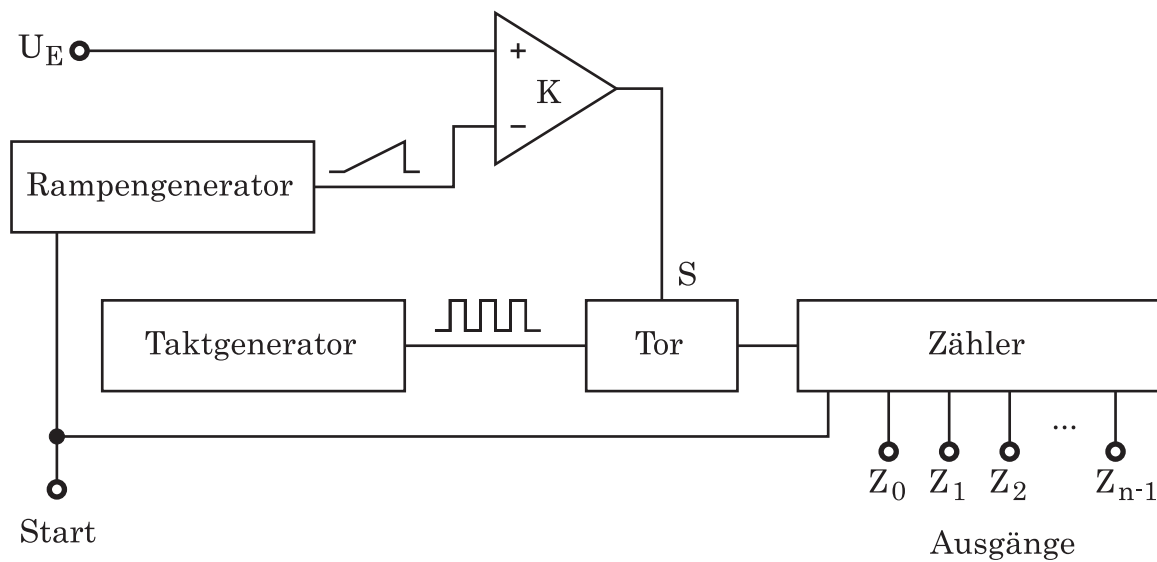 U_E
+
K
−
Rampengenerator
S
Taktgenerator
Tor
Zähler
...
Z_0 Z_1 Z_2 Z_n-1
Start
Ausgänge